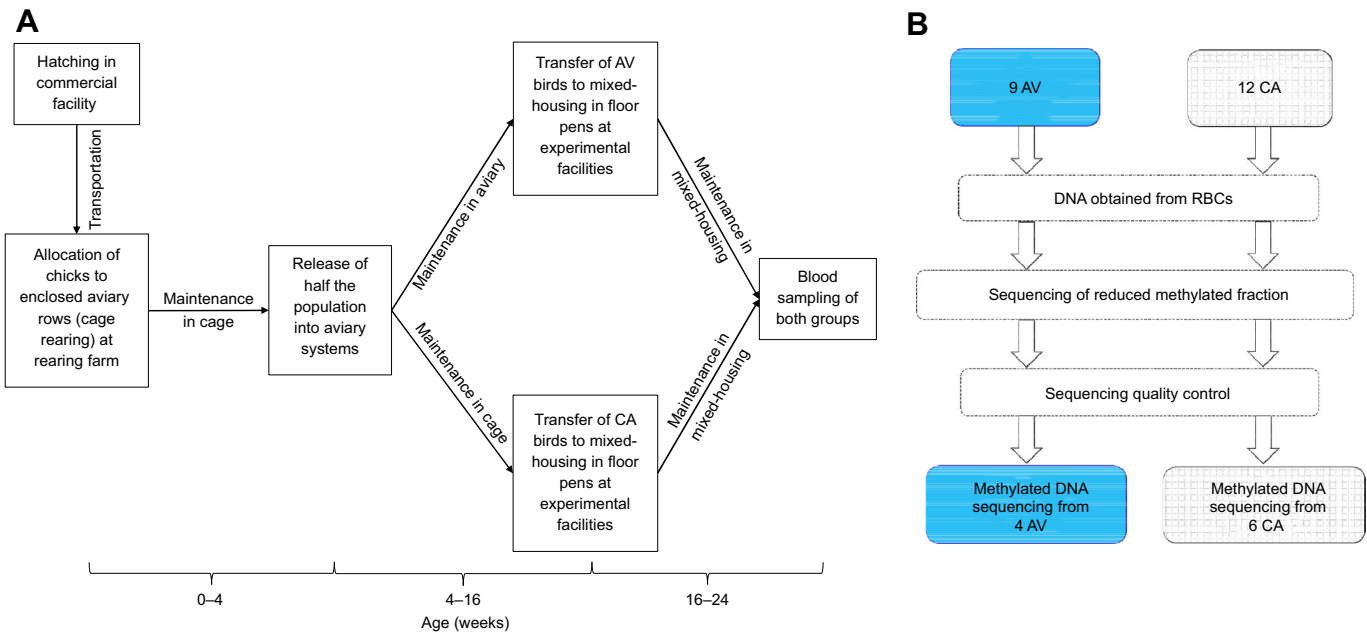 A
Hatching in
commercial
facility
Transportation
Allocation of
chicks to
enclosed aviary
rows (cage
rearing) at
rearing farm
Maintenance
in cage
Release of
half the
population
into aviary
systems
Maintenance in aviary
Maintenance in cage
Transfer of AV
birds to mixed-
housing in floor
pens at
experimental
facilities
Transfer of CA
birds to mixed-
housing in floor
pens at
experimental
facilities
Maintenance in
mixed-housing
Maintenance in
mixed-housing
Blood
sampling of
both groups
0–4
4–16
16–24
Age (weeks)
B
9 AV
12 CA
DNA obtained from RBCs
Sequencing of reduced methylated fraction
Sequencing quality control
Methylated DNA
sequencing from
4 AV
Methylated DNA
sequencing from
6 CA